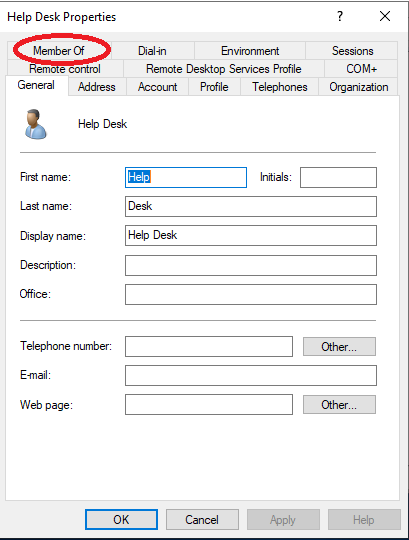 Help Desk Properties ?
Member Of Dial-in Environment Sessions
Remote control Remote Desktop Services Profile COM+
General Address Account Profile Telephones Organization
Help Desk
First name: Help Initials:
Last name: Desk
Display name: Help Desk
Description:
Office:
Telephone number: Other...
E-mail:
Web page: Other...
OK Cancel Apply Help